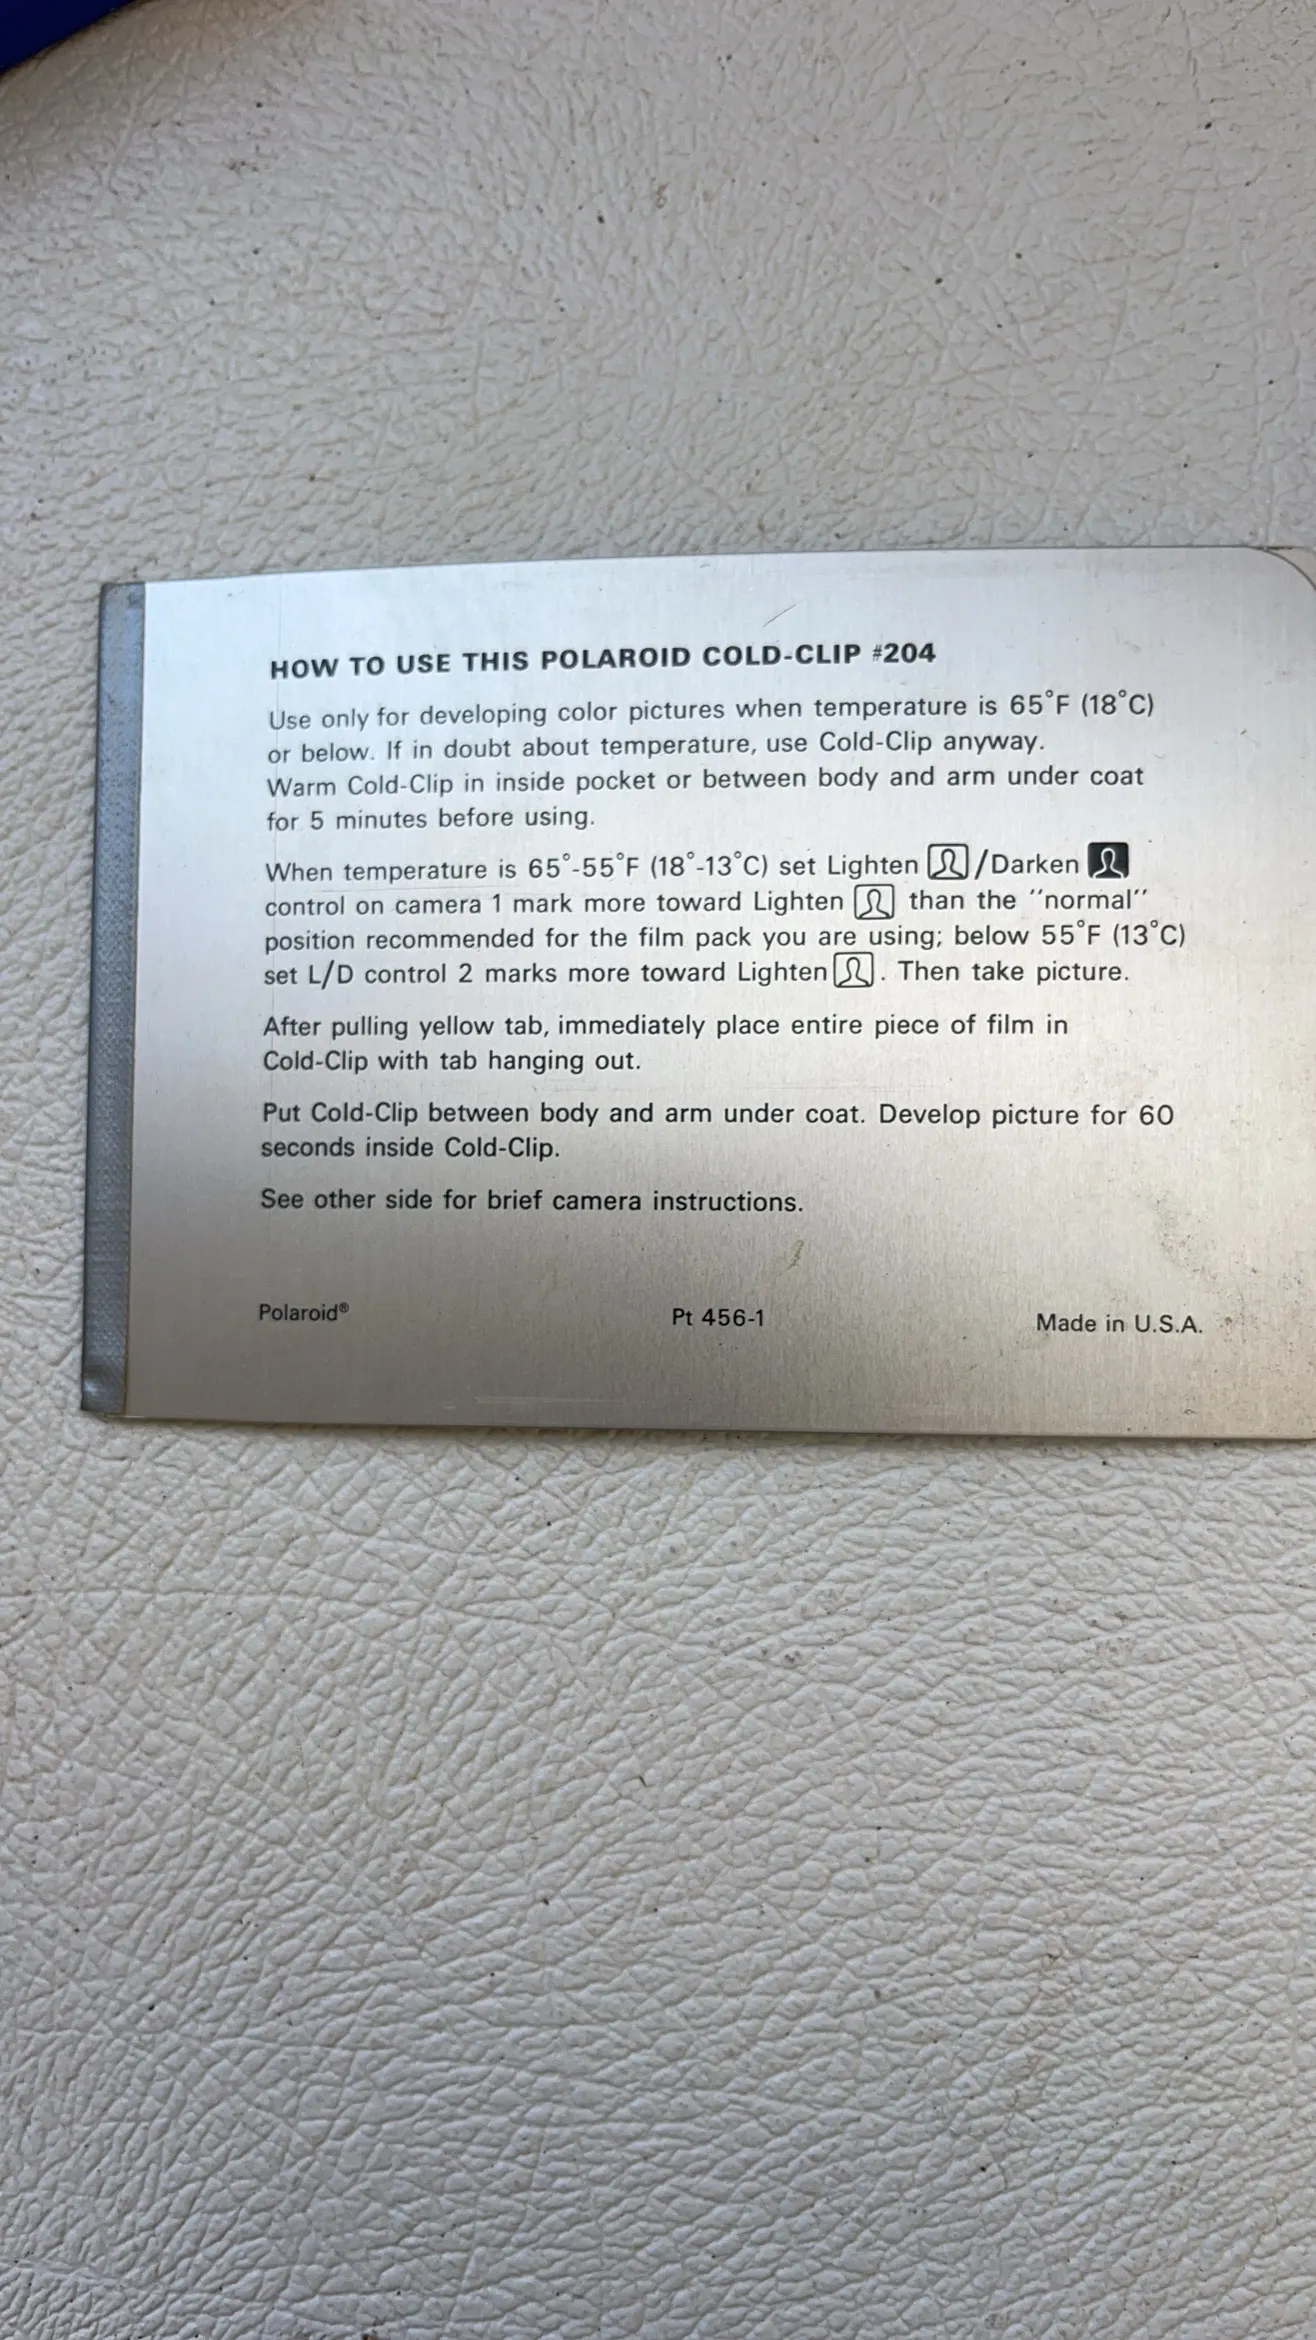 HOW TO USE THIS POLAROID COLD-CLIP #204
Use only for developing color pictures when temperature is 65°F (18°C)
or below. If in doubt about temperature, use Cold-Clip anyway.
Warm Cold-Clip in inside pocket or between body and arm under coat
for 5 minutes before using.
When temperature is 65°-55°F (18°-13°C) set Lighten /Darken
control on camera 1 mark more toward Lighten than the "normal"
position recommended for the film pack you are using; below 55°F (13°C)
set L/D control 2 marks more toward Lighten . Then take picture.
After pulling yellow tab, immediately place entire piece of film in
Cold-Clip with tab hanging out.
Put Cold-Clip between body and arm under coat. Develop picture for 60
seconds inside Cold-Clip.
See other side for brief camera instructions.
Polaroid® Pt 456-1 Made in U.S.A.